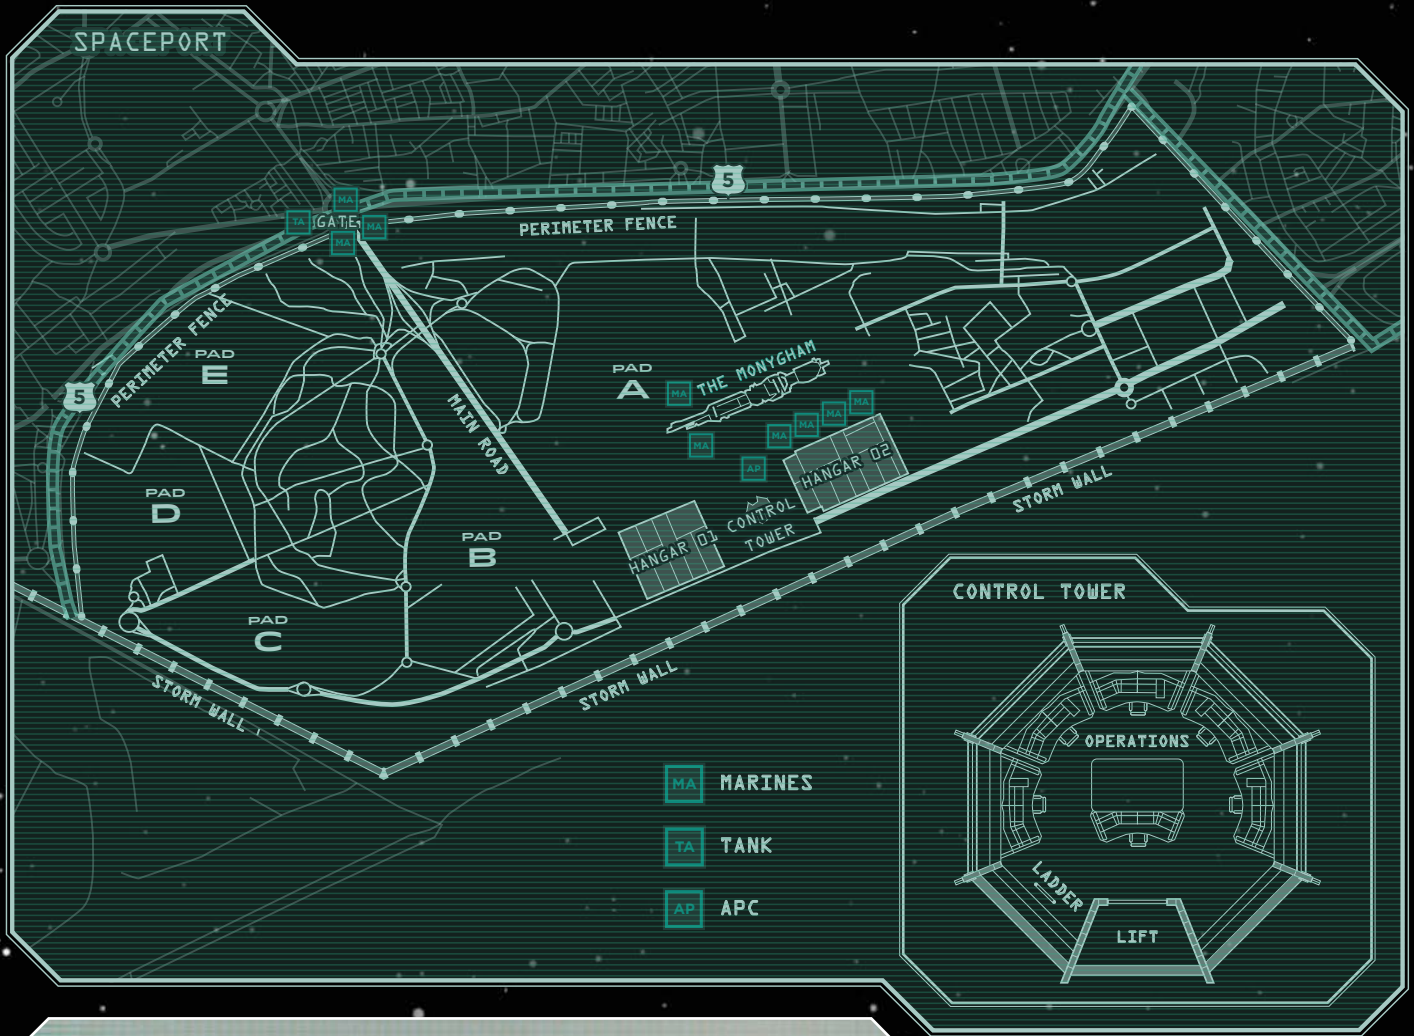 SPACEPORT
MA
TA
GATE
MA
MA
5
PERIMETER FENCE
PERIMETER FENCE
5
PAD
E
PAD
A
MA
THE MONYGHAM
MAIN ROAD
MA
MA
MA
MA
MA
AP
HANGAR 02
PAD
D
CONTROL
TOWER
HANGAR 01
PAD
B
STORM WALL
PAD
C
STORM WALL
STORM WALL
MA
MARINES
TA
TANK
AP
APC
CONTROL TOWER
OPERATIONS
LADDER
LIFT